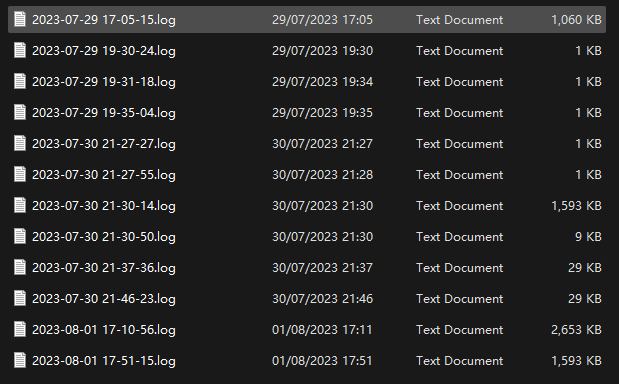 2023-07-29 17-05-15.log 29/07/2023 17:05 Text Document 1,060 KB
2023-07-29 19-30-24.log 29/07/2023 19:30 Text Document 1 KB
2023-07-29 19-31-18.log 29/07/2023 19:34 Text Document 1 KB
2023-07-29 19-35-04.log 29/07/2023 19:35 Text Document 1 KB
2023-07-30 21-27-27.log 30/07/2023 21:27 Text Document 1 KB
2023-07-30 21-27-55.log 30/07/2023 21:28 Text Document 1 KB
2023-07-30 21-30-14.log 30/07/2023 21:30 Text Document 1,593 KB
2023-07-30 21-30-50.log 30/07/2023 21:30 Text Document 9 KB
2023-07-30 21-37-36.log 30/07/2023 21:37 Text Document 29 KB
2023-07-30 21-46-23.log 30/07/2023 21:46 Text Document 29 KB
2023-08-01 17-10-56.log 01/08/2023 17:11 Text Document 2,653 KB
2023-08-01 17-51-15.log 01/08/2023 17:51 Text Document 1,593 KB